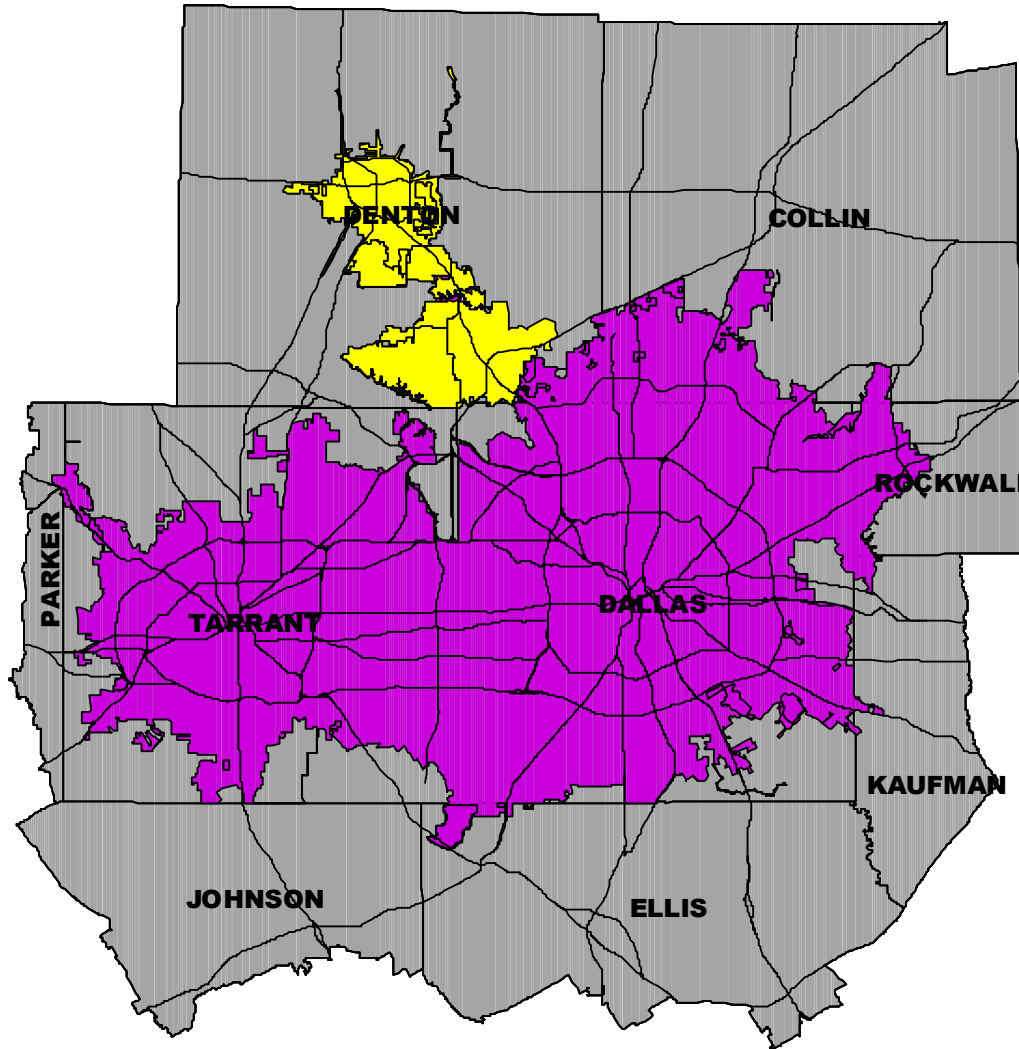 DENTON
COLLIN
ROCKWALL
PARKER
DALLAS
TARRANT
KAUFMAN
JOHNSON
ELLIS